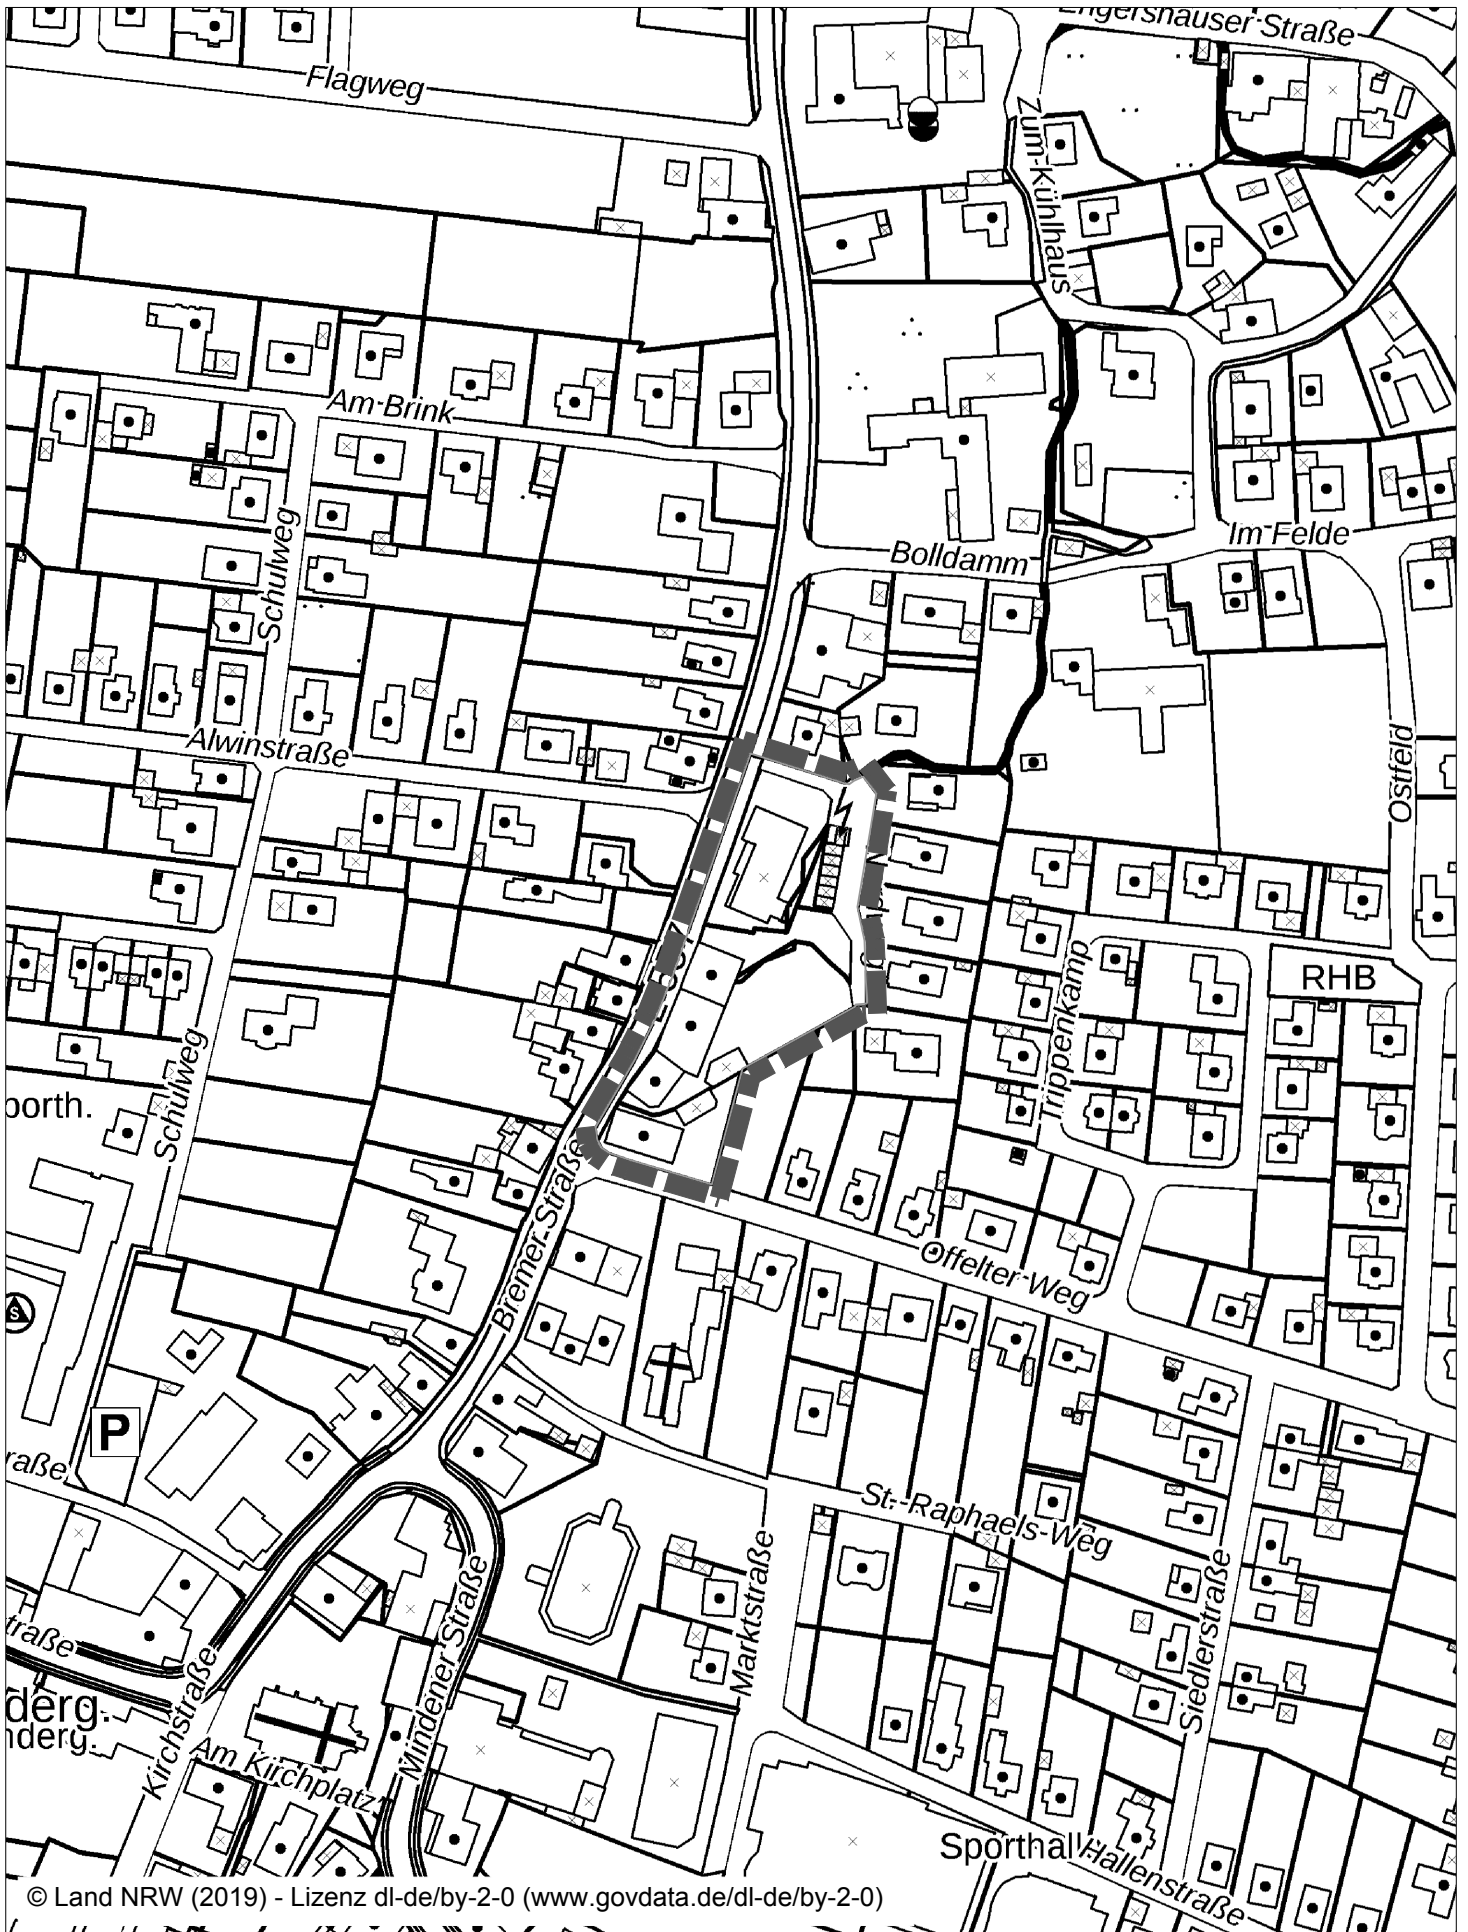 Engershauser Straße
Flagweg
Zum Kühlhaus
Am Brink
Schulweg
Bolldamm
Im Felde
Alwinstraße
Ostfeld
Trippenkamp
RHB
Schulweg
porth.
Bremer Straße
Offelter Weg
S
P
raße
St.-Raphaels-Weg
Marktstraße
Siedlerstraße
Mindener Straße
Kirchstraße
traße
derg.
nderg.
Am Kirchplatz
Sporthal
Hallenstraße
© Land NRW (2019) - Lizenz dl-de/by-2-0 (www.govdata.de/dl-de/by-2-0)